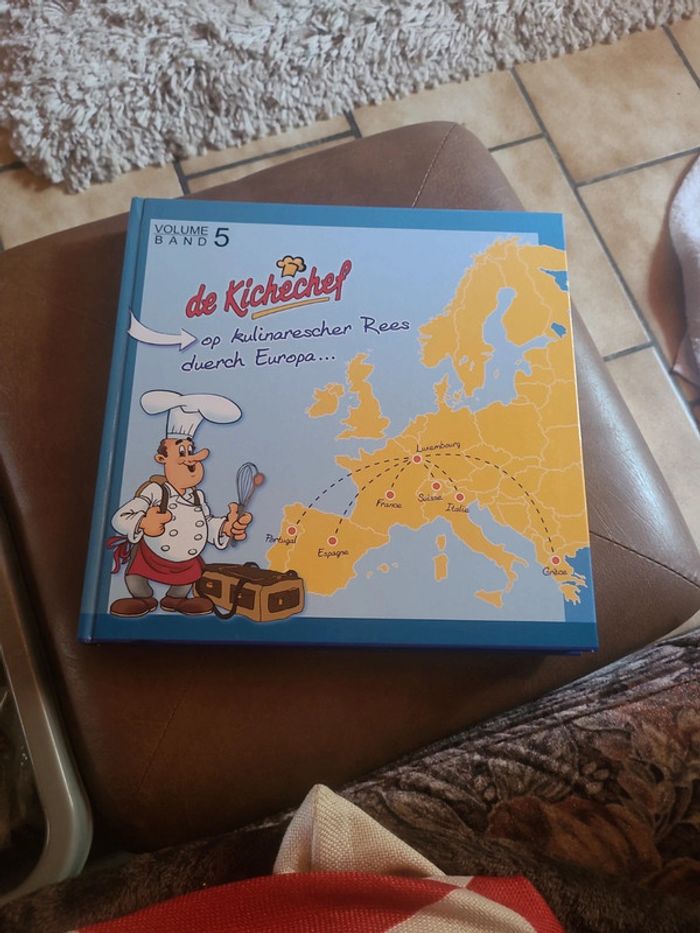 VOLUME
BAND 5
de Kichechef
op kulinarescher Rees
duerch Europa...
Luxembourg
France
Suisse
Italie
Portugal
Espagne
Grèce